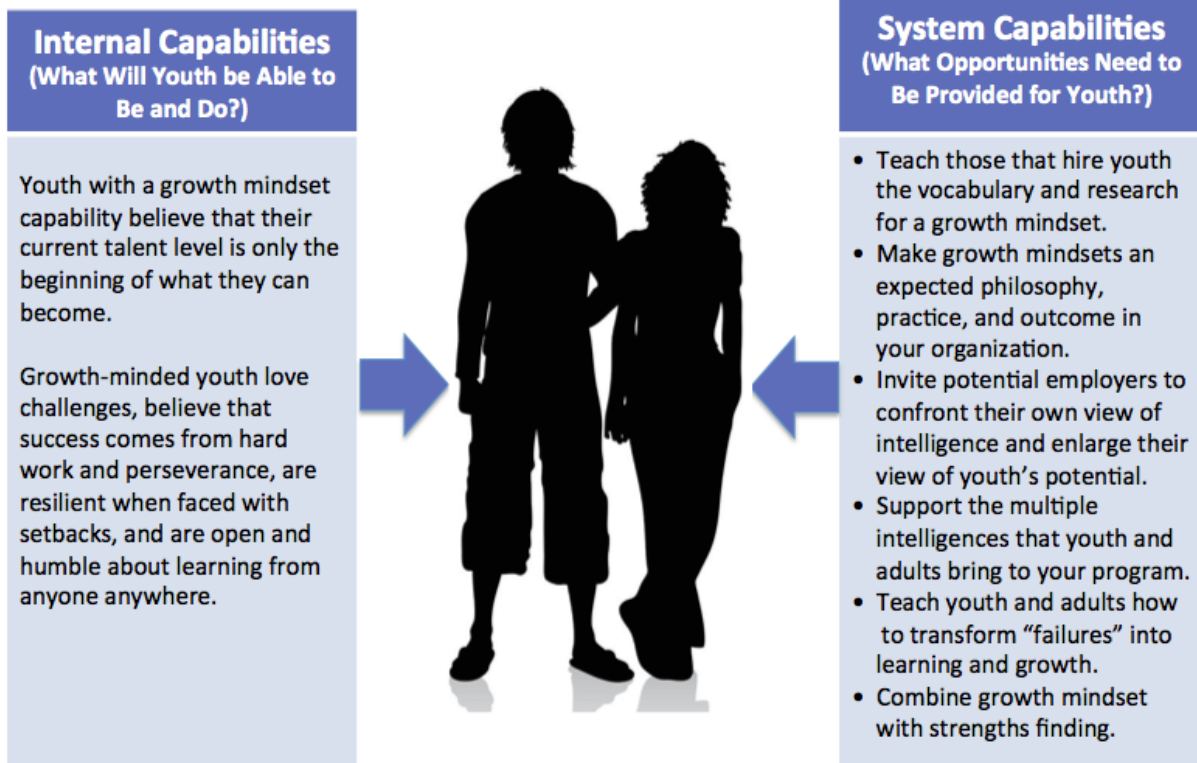 Internal Capabilities
(What Will Youth be Able to
Be and Do?)
Youth with a growth mindset
capability believe that their
current talent level is only the
beginning of what they can
become.
Growth-minded youth love
challenges, believe that
success comes from hard
work and perseverance, are
resilient when faced with
setbacks, and are open and
humble about learning from
anyone anywhere.
System Capabilities
(What Opportunities Need to
Be Provided for Youth?)
• Teach those that hire youth
the vocabulary and research
for a growth mindset.
• Make growth mindsets an
expected philosophy,
practice, and outcome in
your organization.
• Invite potential employers to
confront their own view of
intelligence and enlarge their
view of youth’s potential.
• Support the multiple
intelligences that youth and
adults bring to your program.
• Teach youth and adults how
to transform “failures” into
learning and growth.
• Combine growth mindset
with strengths finding.